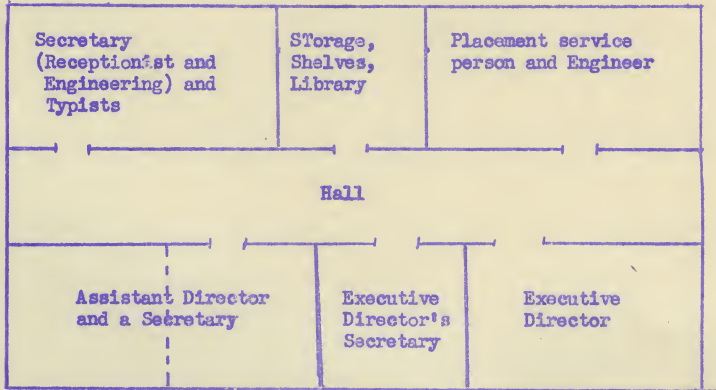 Secretary
(Receptionist and
Engineering) and
Typists
STorage,
Shelves,
Library
Placement service
person and Engineer
Hall
Assistant Director
and a Secretary
Executive
Director's
Secretary
Executive
Director